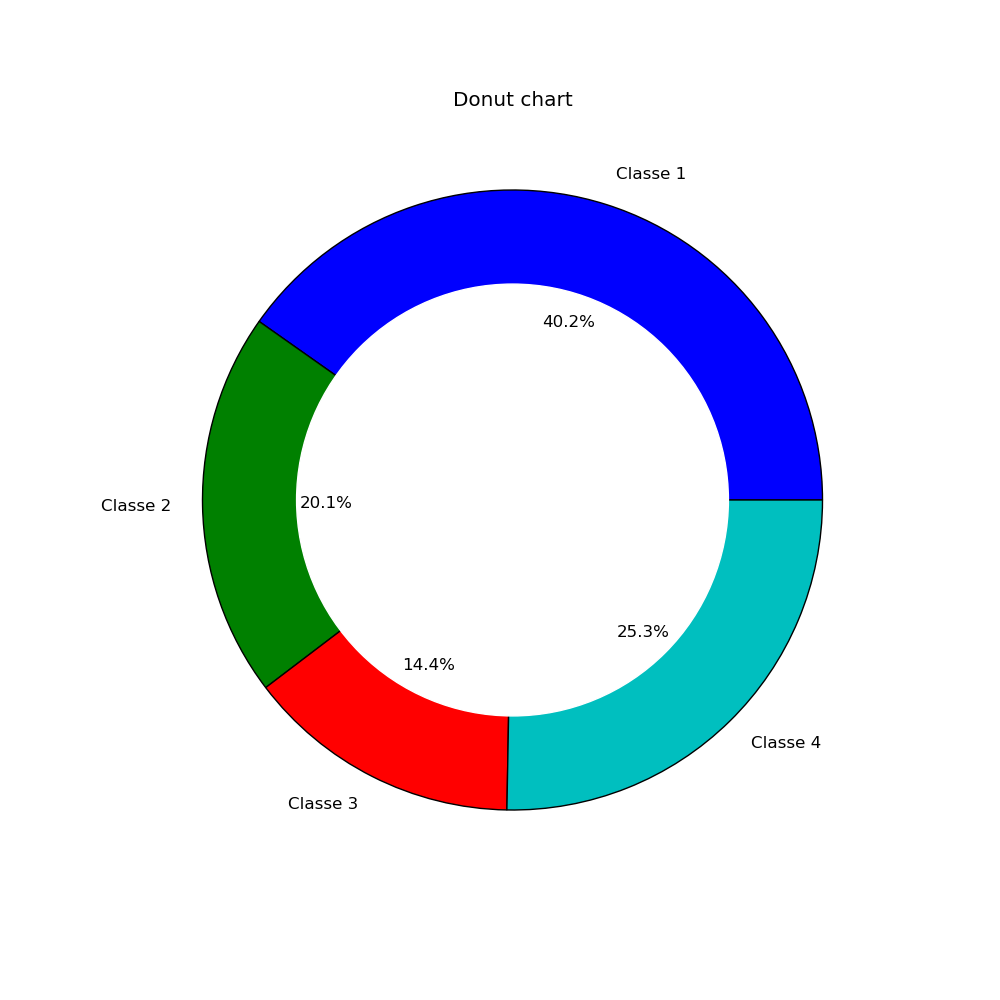 Donut chart
Classe 1
40.2%
Classe 2
20.1%
25.3%
14.4%
Classe 4
Classe 3